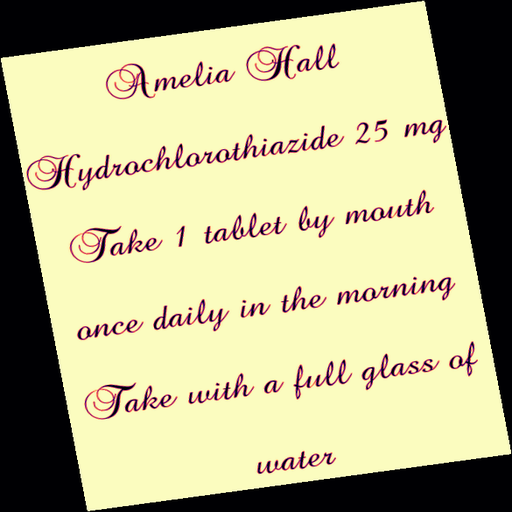 Amelia Hall
Hydrochlorothiazide 25 mg
Take 1 tablet by mouth
once daily in the morning
Take with a full glass of
water